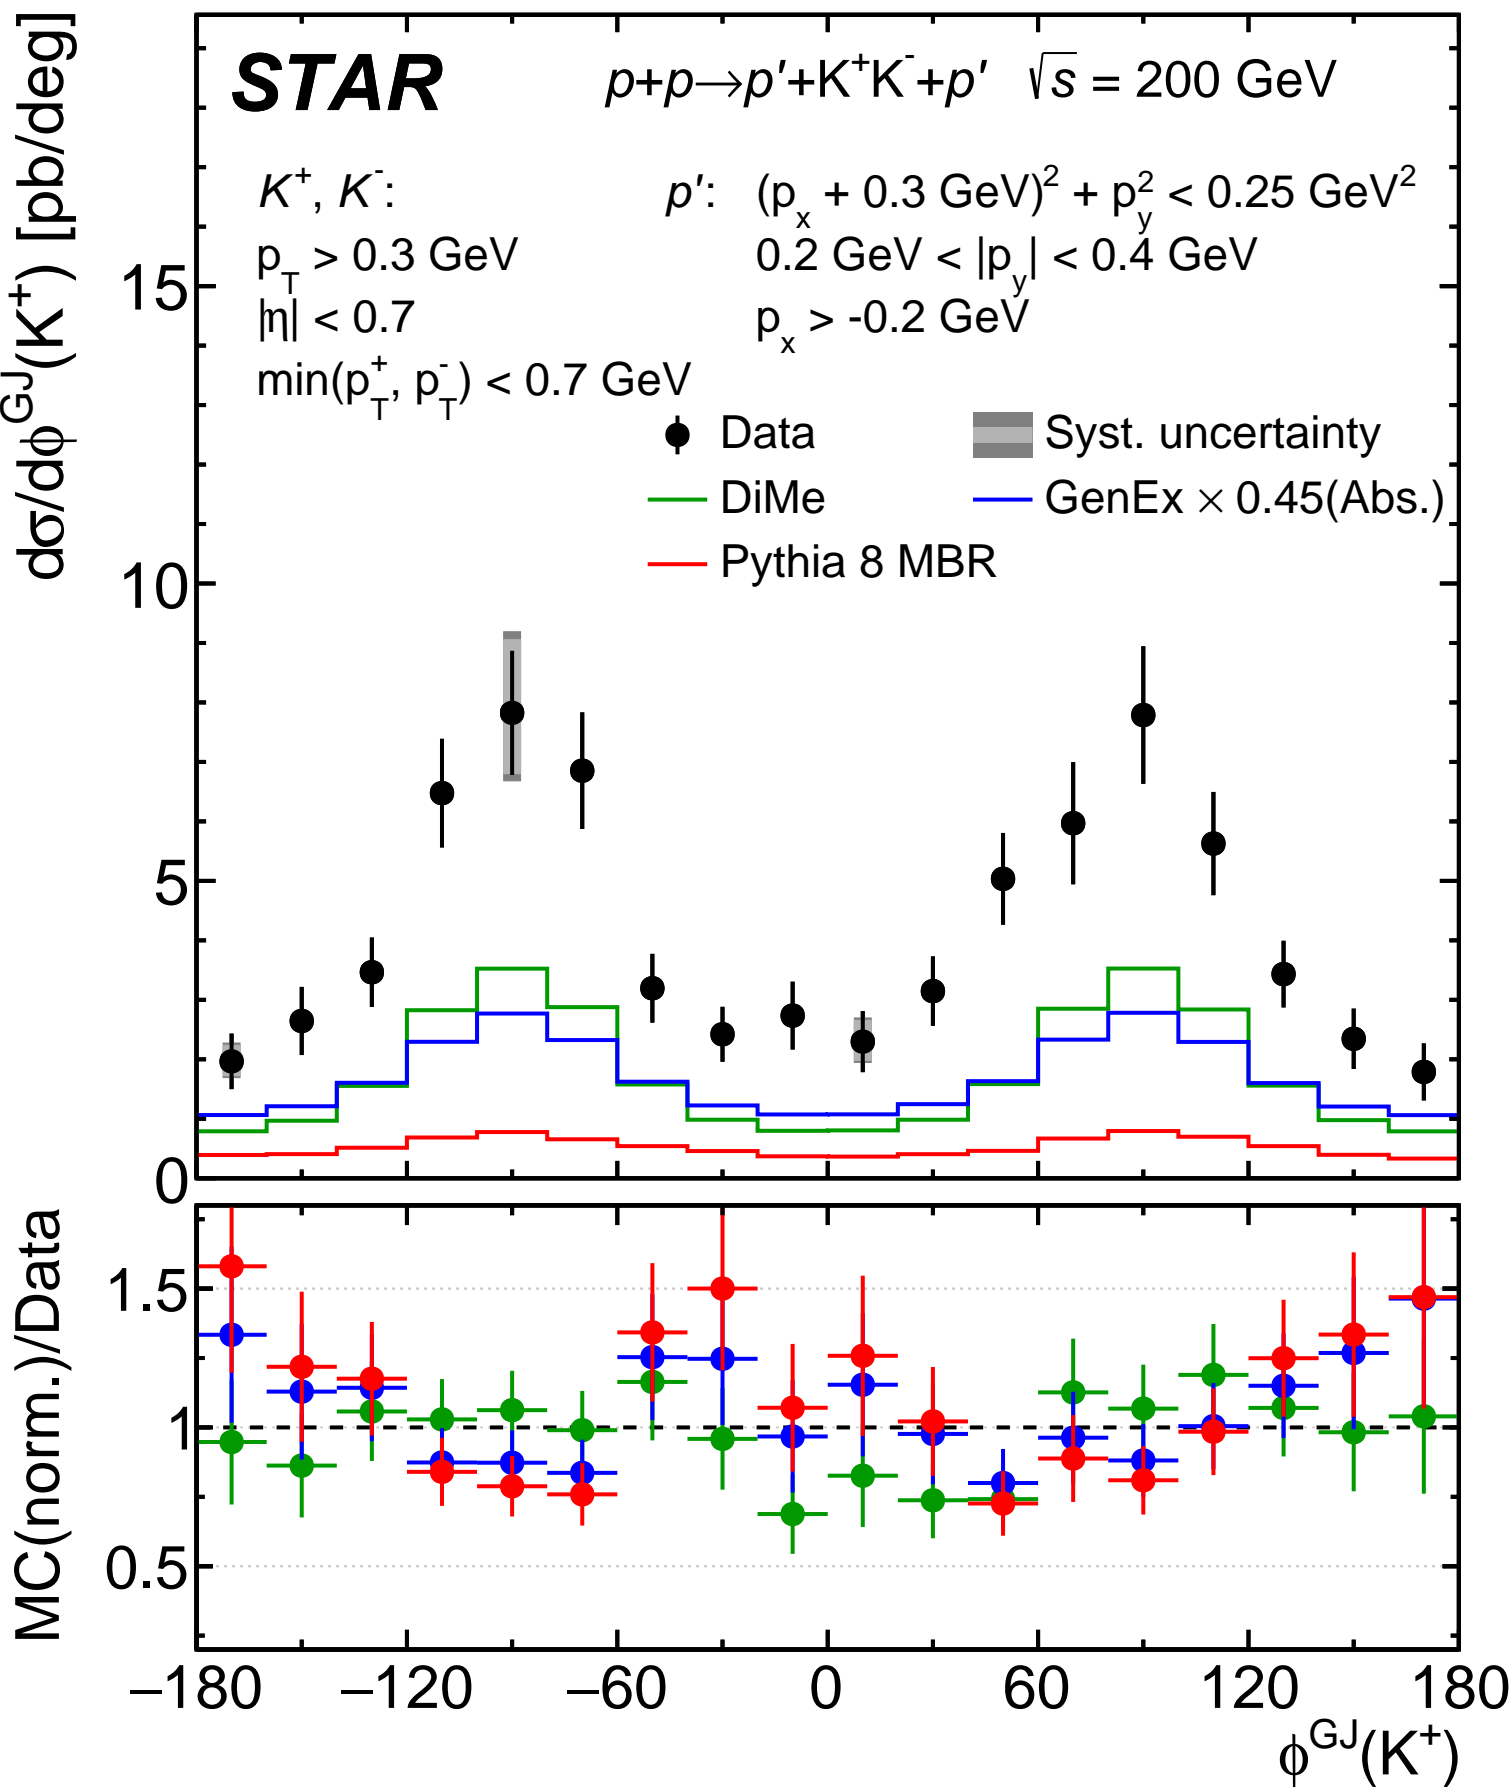 STAR p+p→p′+K⁺K⁻+p′ √s = 200 GeV
K⁺, K⁻: p′: (pₓ + 0.3 GeV)² + p_y² < 0.25 GeV²
p_T > 0.3 GeV 0.2 GeV < |p_y| < 0.4 GeV
|η| < 0.7 pₓ > -0.2 GeV
min(p_T⁺, p_T⁻) < 0.7 GeV
Data Syst. uncertainty
DiMe GenEx × 0.45(Abs.)
Pythia 8 MBR
dσ/dϕ^GJ(K⁺) [pb/deg]
15
10
5
0
MC(norm.)/Data
1.5
1
0.5
−180 −120 −60 0 60 120 180
ϕ^GJ(K⁺)